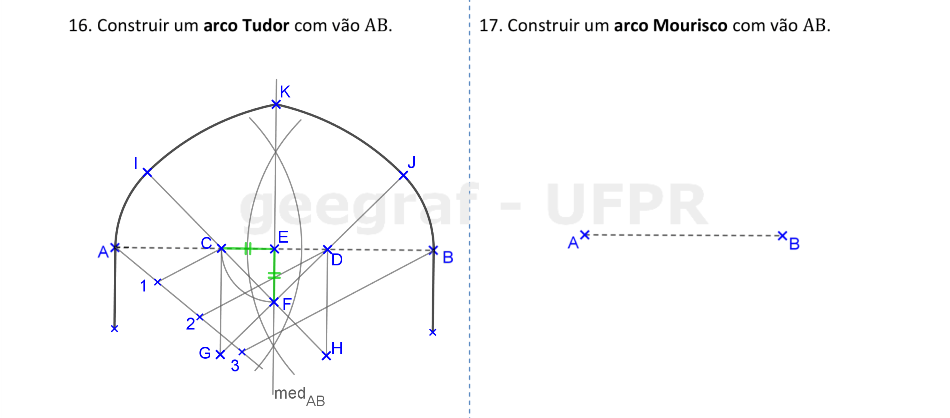 16. Construir um arco Tudor com vão AB.
K
I
J
A
C
E
D
B
1
F
2
G
H
3
med AB
geegraf - UFPR
17. Construir um arco Mourisco com vão AB.
A
B